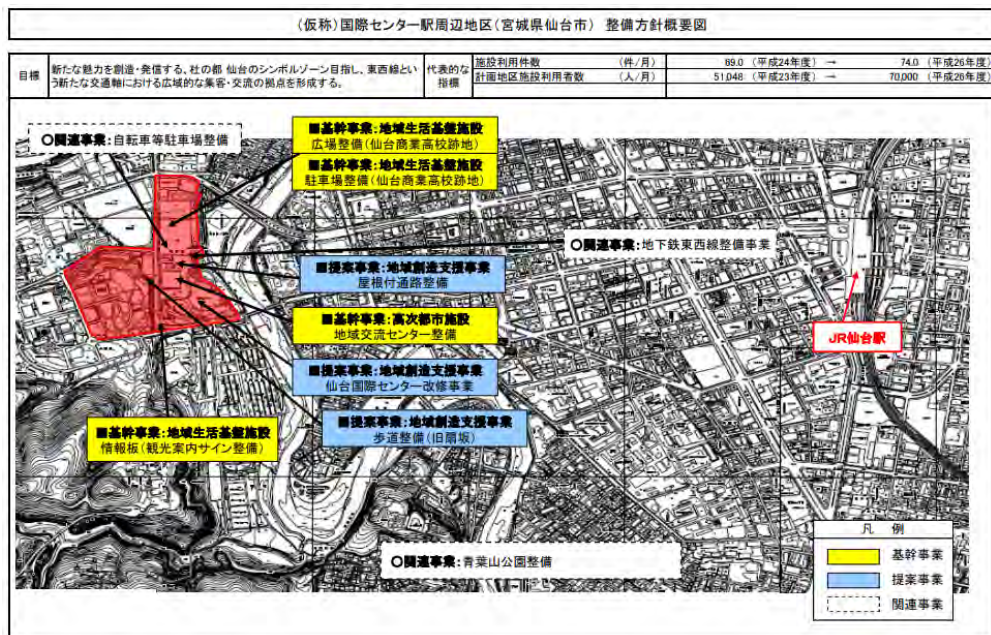 (仮称)国際センター駅周辺地区(宮城県仙台市) 整備方針概要図
目標
新たな魅力を創造・発信する、杜の都 仙台のシンボルゾーン目指し、東西線とい
う新たな交通軸における広域的な集客・交流の拠点を形成する。
代表的な
指標
施設利用件数 (件/月) 69.0 (平成24年度) → 74.0 (平成26年度)
計画地区施設利用者数 (人/月) 51,048 (平成23年度) → 70,000 (平成26年度)
○関連事業:自転車等駐車場整備
■基幹事業:地域生活基盤施設
広場整備(仙台商業高校跡地)
■基幹事業:地域生活基盤施設
駐車場整備(仙台商業高校跡地)
○関連事業:地下鉄東西線整備事業
■提案事業:地域創造支援事業
屋根付通路整備
■基幹事業:高次都市施設
地域交流センター整備
JR仙台駅
■提案事業:地域創造支援事業
仙台国際センター改修事業
■提案事業:地域創造支援事業
歩道整備(旧扇坂)
■基幹事業:地域生活基盤施設
情報板(観光案内サイン整備)
○関連事業:青葉山公園整備
凡 例
基幹事業
提案事業
関連事業